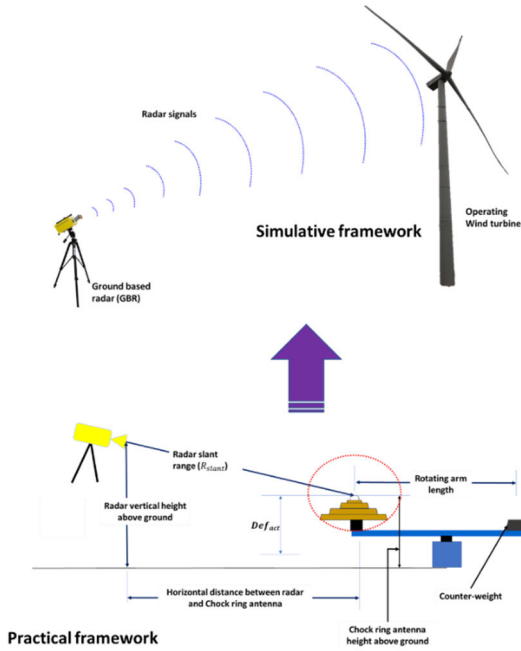 Radar signals
Operating
Wind turbine
Simulative framework
Ground based
radar (GBR)
Radar slant
range (R_slant)
Rotating arm
length
Radar vertical height
above ground
Def_act
Horizontal distance between radar
and Chock ring antenna
Counter-weight
Chock ring antenna
height above ground
Practical framework